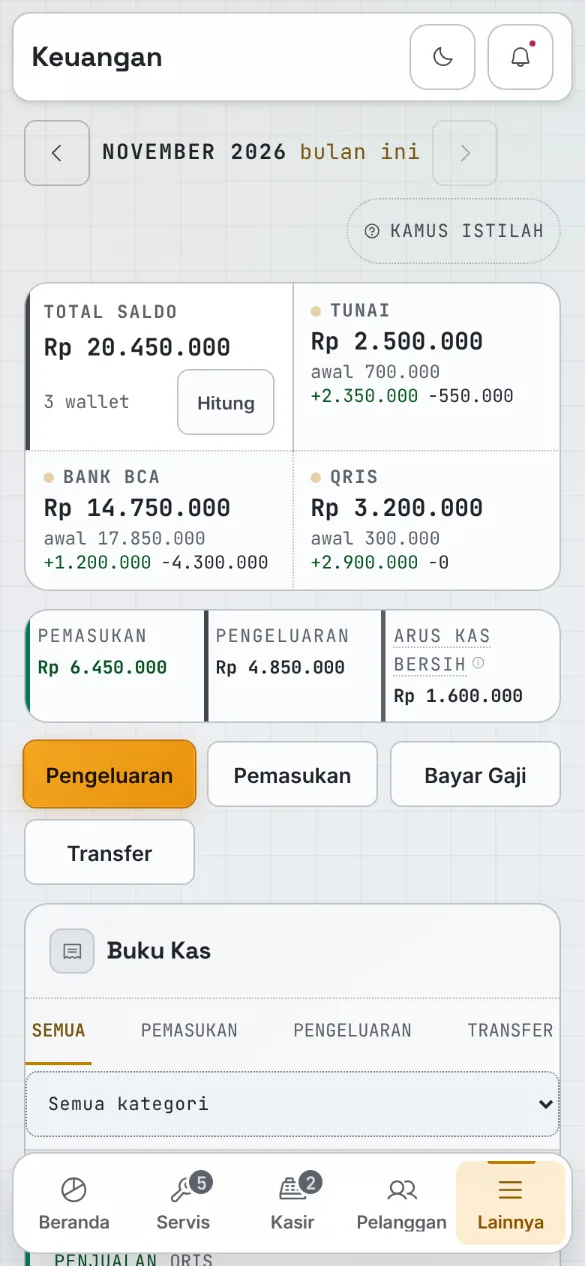 Keuangan
NOVEMBER 2026 bulan ini
KAMUS ISTILAH
TOTAL SALDO
Rp 20.450.000
3 wallet
Hitung
TUNAI
Rp 2.500.000
awal 700.000
+2.350.000 -550.000
BANK BCA
Rp 14.750.000
awal 17.850.000
+1.200.000 -4.300.000
QRIS
Rp 3.200.000
awal 300.000
+2.900.000 -0
PEMASUKAN
Rp 6.450.000
PENGELUARAN
Rp 4.850.000
ARUS KAS
BERSIH
Rp 1.600.000
Pengeluaran
Pemasukan
Bayar Gaji
Transfer
Buku Kas
SEMUA
PEMASUKAN
PENGELUARAN
TRANSFER
Semua kategori
Beranda
5
Servis
2
Kasir
Pelanggan
Lainnya
PENJUALAN QRIS